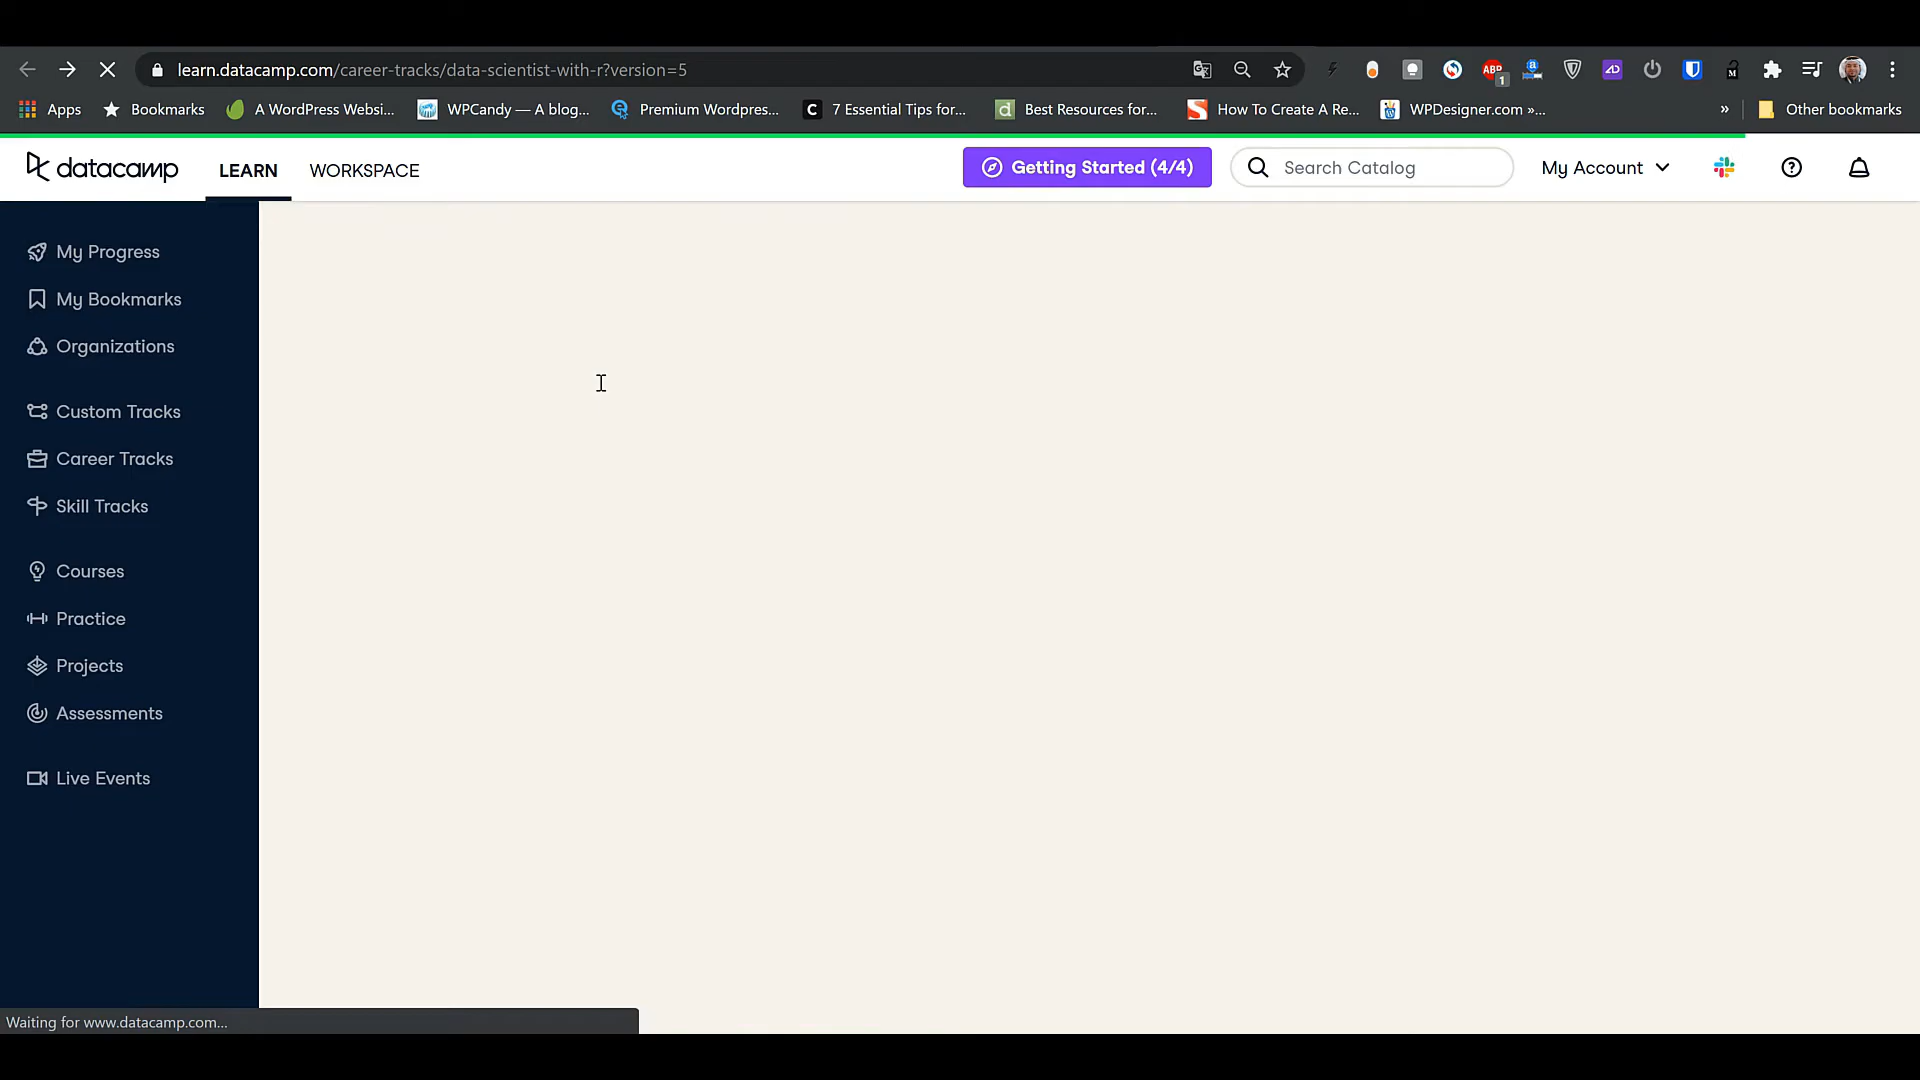 learn.datacamp.com/career-tracks/data-scientist-with-r?version=5
ABP
1
Apps
Bookmarks
A WordPress Websi...
WPCandy — A blog...
Premium Wordpres...
7 Essential Tips for...
Best Resources for...
How To Create A Re...
WPDesigner.com »...
»
Other bookmarks
datacamp
LEARN
WORKSPACE
Getting Started (4/4)
Search Catalog
My Account
My Progress
My Bookmarks
Organizations
Custom Tracks
Career Tracks
Skill Tracks
Courses
Practice
Projects
Assessments
Live Events
Waiting for www.datacamp.com...